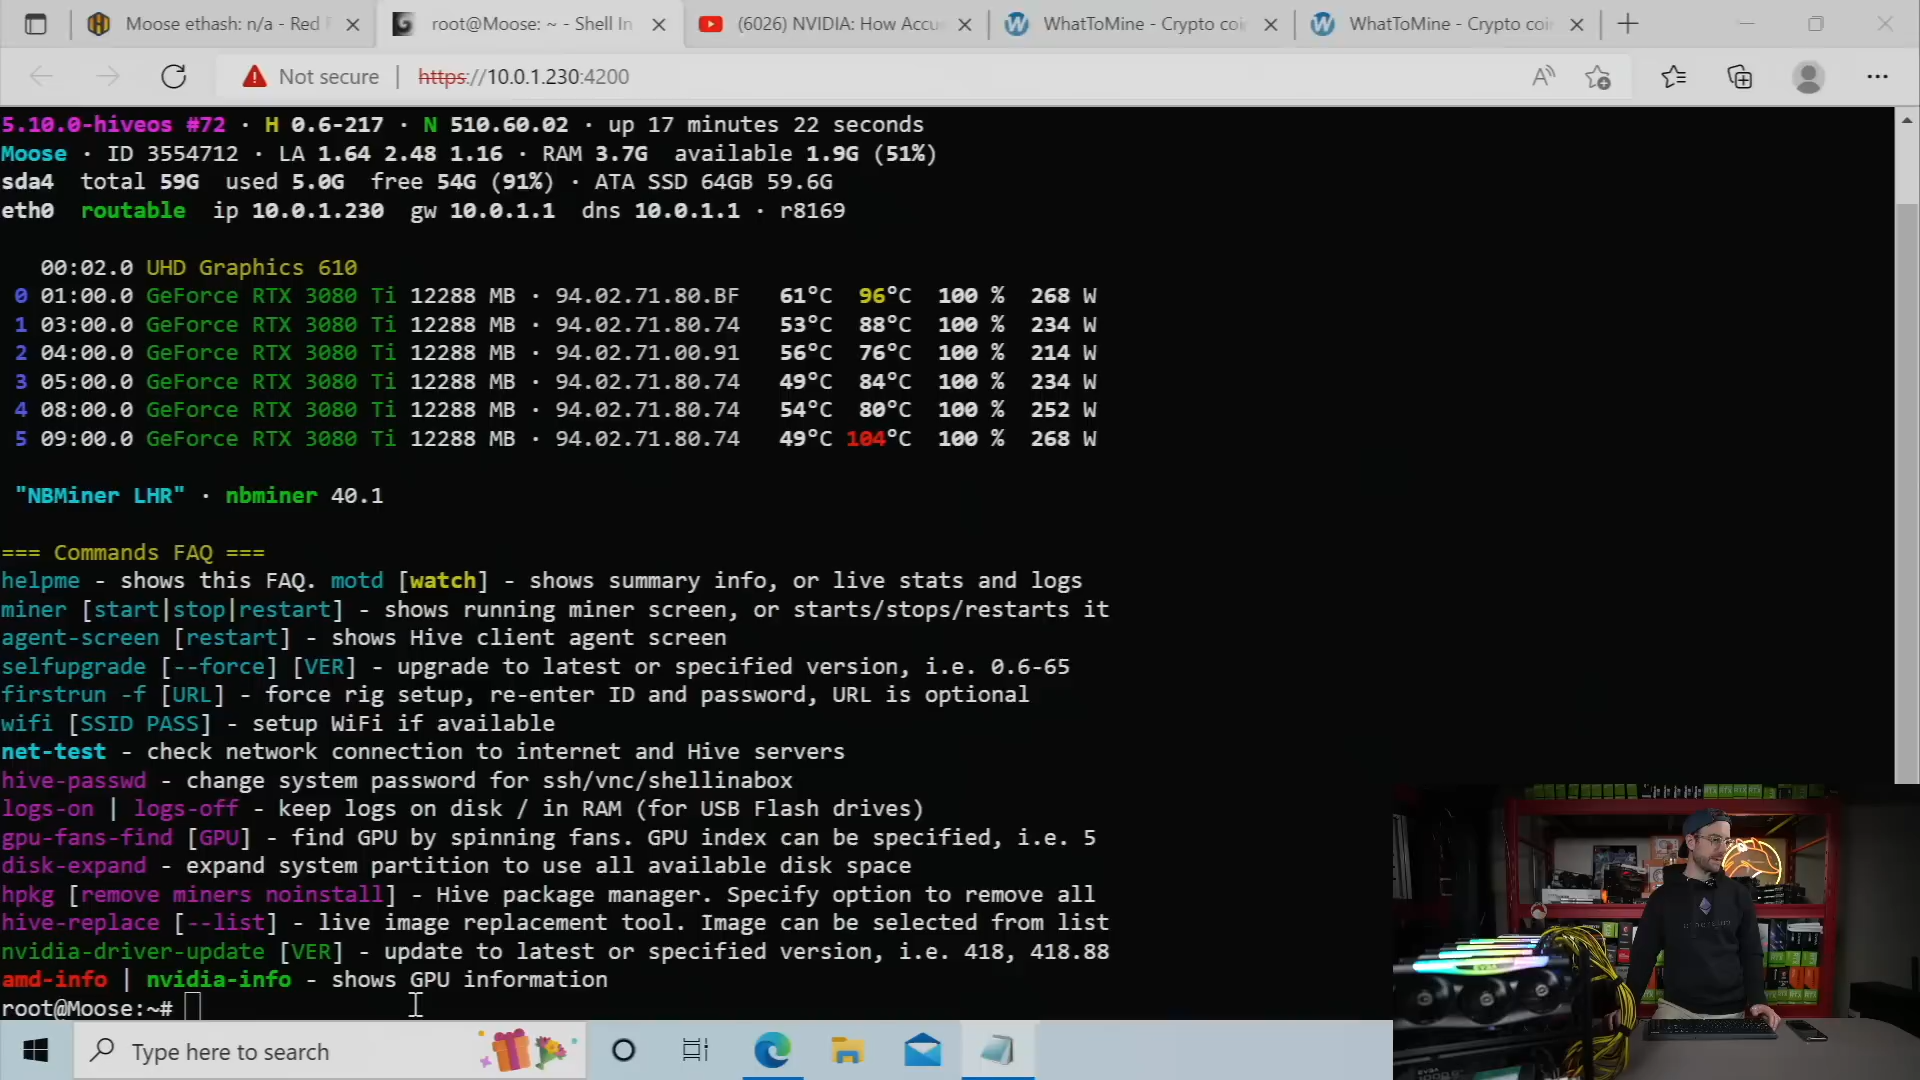 Moose ethash: n/a - Red
root@Moose: ~ - Shell In
(6026) NVIDIA: How Accu
WhatToMine - Crypto coi
WhatToMine - Crypto coi
Not secure | https://10.0.1.230:4200
5.10.0-hiveos #72 · H 0.6-217 · N 510.60.02 · up 17 minutes 22 seconds
Moose · ID 3554712 · LA 1.64 2.48 1.16 · RAM 3.7G available 1.9G (51%)
sda4 total 59G used 5.0G free 54G (91%) · ATA SSD 64GB 59.6G
eth0 routable ip 10.0.1.230 gw 10.0.1.1 dns 10.0.1.1 · r8169
00:02.0 UHD Graphics 610
0 01:00.0 GeForce RTX 3080 Ti 12288 MB · 94.02.71.80.BF 61°C 96°C 100 % 268 W
1 03:00.0 GeForce RTX 3080 Ti 12288 MB · 94.02.71.80.74 53°C 88°C 100 % 234 W
2 04:00.0 GeForce RTX 3080 Ti 12288 MB · 94.02.71.00.91 56°C 76°C 100 % 214 W
3 05:00.0 GeForce RTX 3080 Ti 12288 MB · 94.02.71.80.74 49°C 84°C 100 % 234 W
4 08:00.0 GeForce RTX 3080 Ti 12288 MB · 94.02.71.80.74 54°C 80°C 100 % 252 W
5 09:00.0 GeForce RTX 3080 Ti 12288 MB · 94.02.71.80.74 49°C 104°C 100 % 268 W
"NBMiner LHR" · nbminer 40.1
=== Commands FAQ ===
helpme - shows this FAQ. motd [watch] - shows summary info, or live stats and logs
miner [start|stop|restart] - shows running miner screen, or starts/stops/restarts it
agent-screen [restart] - shows Hive client agent screen
selfupgrade [--force] [VER] - upgrade to latest or specified version, i.e. 0.6-65
firstrun -f [URL] - force rig setup, re-enter ID and password, URL is optional
wifi [SSID PASS] - setup WiFi if available
net-test - check network connection to internet and Hive servers
hive-passwd - change system password for ssh/vnc/shellinabox
logs-on | logs-off - keep logs on disk / in RAM (for USB Flash drives)
gpu-fans-find [GPU] - find GPU by spinning fans. GPU index can be specified, i.e. 5
disk-expand - expand system partition to use all available disk space
hpkg [remove miners noinstall] - Hive package manager. Specify option to remove all
hive-replace [--list] - live image replacement tool. Image can be selected from list
nvidia-driver-update [VER] - update to latest or specified version, i.e. 418, 418.88
amd-info | nvidia-info - shows GPU information
root@Moose:~#
Type here to search